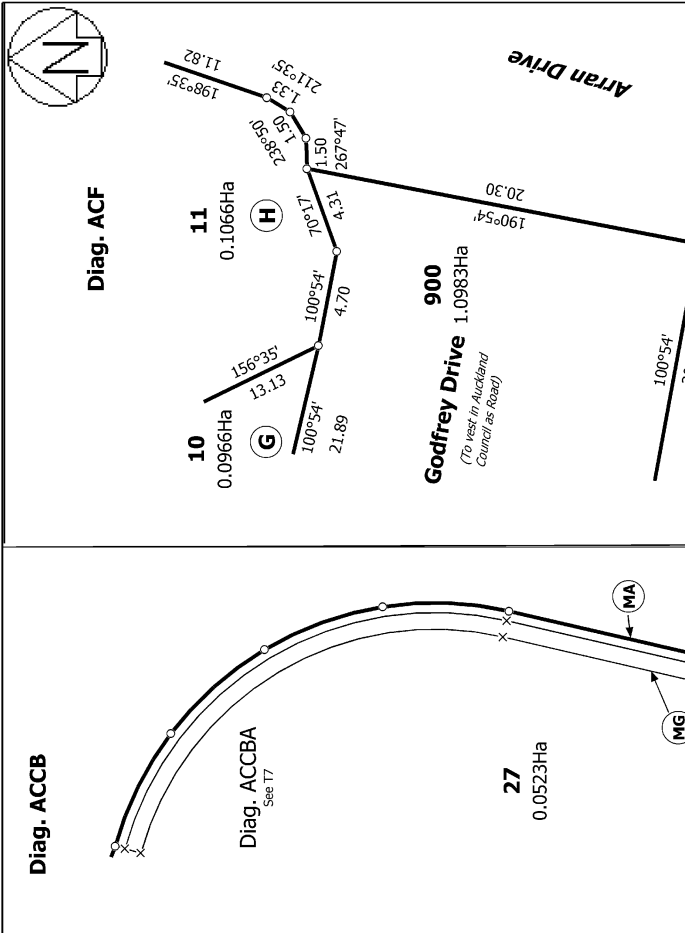 N
Diag. ACF
11.82
198°35'
211°35'
1.33
1.50
238°50'
1.50
267°47'
Arran Drive
11
0.1066Ha
H
70°17'
4.31
20.30
190°54'
100°54'
4.70
900
1.0983Ha
156°35'
13.13
10
0.0966Ha
G
100°54'
21.89
Godfrey Drive
(To vest in Auckland
Council as Road)
100°54'
Diag. ACCB
Diag. ACCBA
See T7
27
0.0523Ha
MA
MG